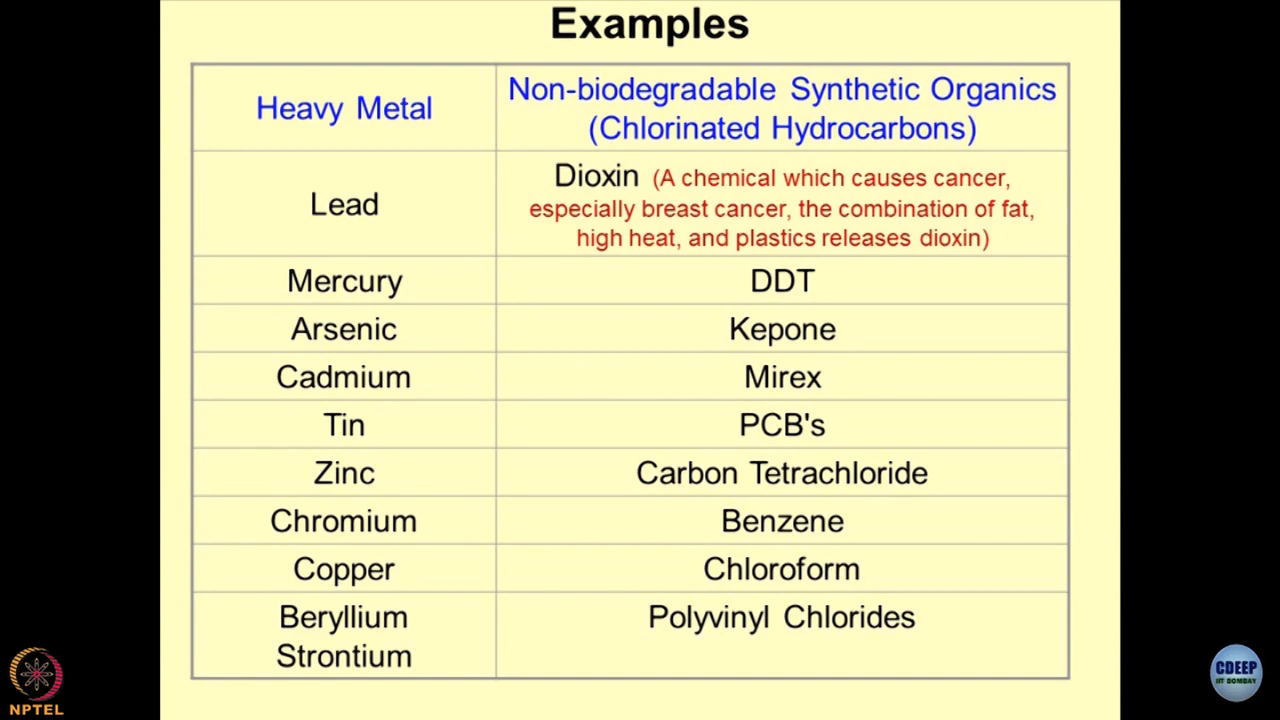 Examples
Heavy Metal
Non-biodegradable Synthetic Organics
(Chlorinated Hydrocarbons)
Lead
Dioxin (A chemical which causes cancer,
especially breast cancer, the combination of fat,
high heat, and plastics releases dioxin)
Mercury
DDT
Arsenic
Kepone
Cadmium
Mirex
Tin
PCB's
Zinc
Carbon Tetrachloride
Chromium
Benzene
Copper
Chloroform
Beryllium
Strontium
Polyvinyl Chlorides
NPTEL
CDEEP
IIT BOMBAY